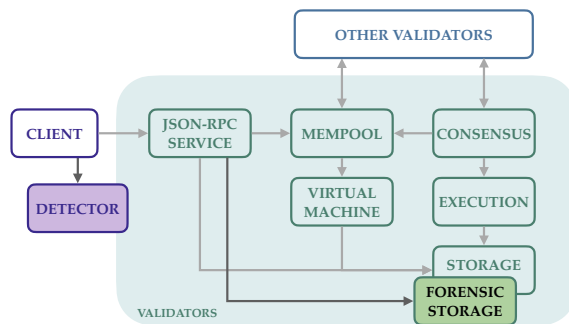 OTHER VALIDATORS
CLIENT
JSON-RPC
SERVICE
MEMPOOL
CONSENSUS
DETECTOR
VIRTUAL
MACHINE
EXECUTION
STORAGE
FORENSIC
STORAGE
VALIDATORS